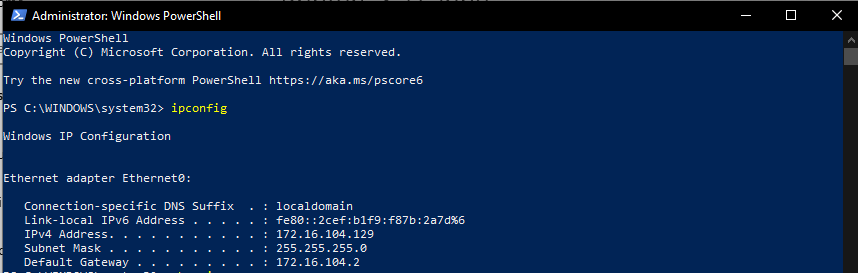 Administrator: Windows PowerShell
Windows PowerShell
Copyright (C) Microsoft Corporation. All rights reserved.
Try the new cross-platform PowerShell https://aka.ms/pscore6
PS C:\WINDOWS\system32> ipconfig
Windows IP Configuration
Ethernet adapter Ethernet0:
Connection-specific DNS Suffix  . : localdomain
Link-local IPv6 Address . . . . . : fe80::2cef:b1f9:f87b:2a7d%6
IPv4 Address. . . . . . . . . . . : 172.16.104.129
Subnet Mask . . . . . . . . . . . : 255.255.255.0
Default Gateway . . . . . . . . . : 172.16.104.2